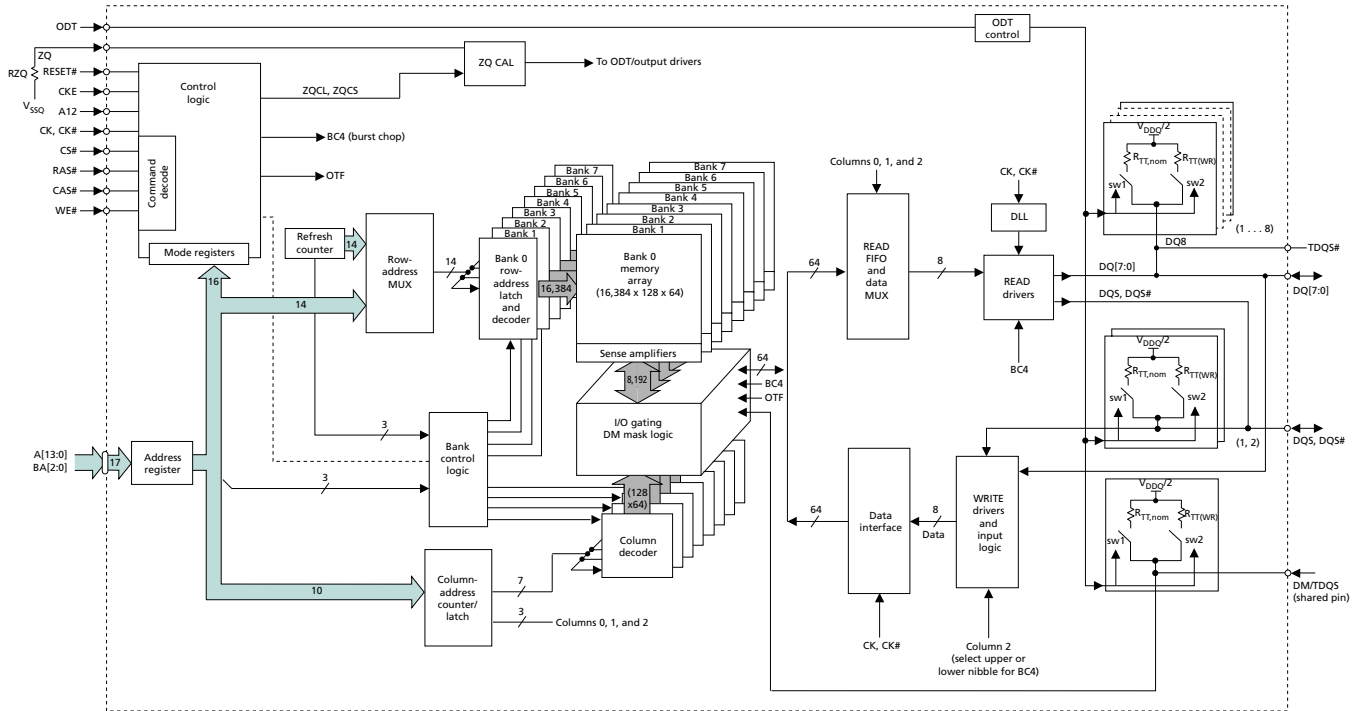 ODT
ODT
control
ZQ
RZQ
V_SSQ
RESET#
CKE
A12
CK, CK#
CS#
RAS#
CAS#
WE#
Control
logic
Command
decode
Mode registers
ZQCL, ZQCS
ZQ CAL
To ODT/output drivers
BC4 (burst chop)
OTF
Refresh
counter
14
16
14
Row-
address
MUX
14
Bank 7
Bank 6
Bank 5
Bank 4
Bank 3
Bank 2
Bank 1
Bank 0
row-
address
latch
and
decoder
16,384
Bank 7
Bank 6
Bank 5
Bank 4
Bank 3
Bank 2
Bank 1
Bank 0
memory
array
(16,384 x 128 x 64)
Sense amplifiers
8,192
I/O gating
DM mask logic
64
BC4
OTF
(128
x64)
Column
decoder
A[13:0]
BA[2:0]
17
Address
register
3
3
Bank
control
logic
10
Column-
address
counter/
latch
7
3
Columns 0, 1, and 2
Columns 0, 1, and 2
64
READ
FIFO
and
data
MUX
8
CK, CK#
DLL
READ
drivers
BC4
DQ[7:0]
DQS, DQS#
64
Data
interface
CK, CK#
8
Data
WRITE
drivers
and
input
logic
Column 2
(select upper or
lower nibble for BC4)
V_DDQ/2
R_TT,nom
R_TT(WR)
sw1
sw2
(1 . . . 8)
DQ8
TDQS#
DQ[7:0]
V_DDQ/2
R_TT,nom
R_TT(WR)
sw1
sw2
(1, 2)
DQS, DQS#
V_DDQ/2
R_TT,nom
R_TT(WR)
sw1
sw2
DM/TDQS
(shared pin)